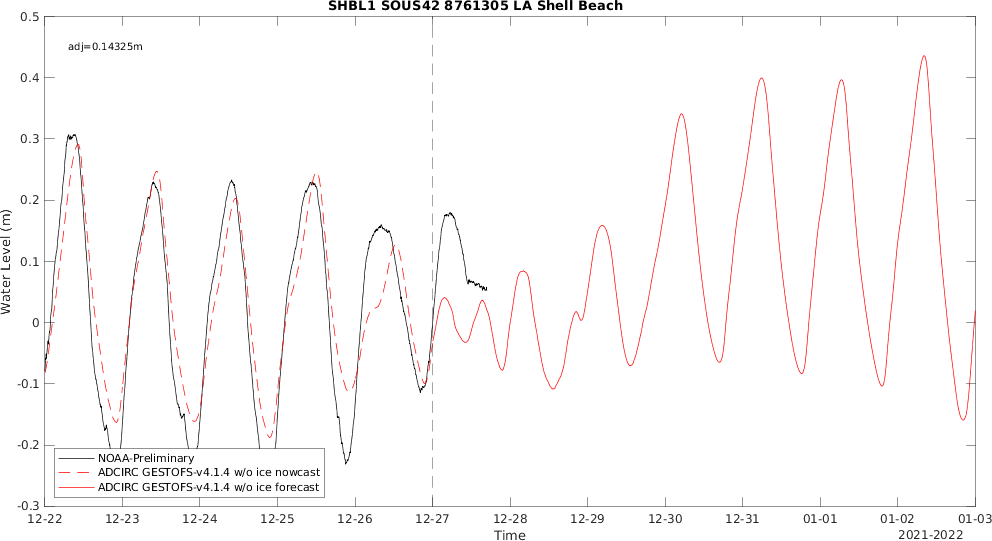 SHBL1 SOUS42 8761305 LA Shell Beach
adj=0.14325m
0.5
0.4
0.3
0.2
0.1
0
-0.1
-0.2
-0.3
Water Level (m)
NOAA-Preliminary
ADCIRC GESTOFS-v4.1.4 w/o ice nowcast
ADCIRC GESTOFS-v4.1.4 w/o ice forecast
12-22 12-23 12-24 12-25 12-26 12-27 12-28 12-29 12-30 12-31 01-01 01-02 01-03
Time
2021-2022